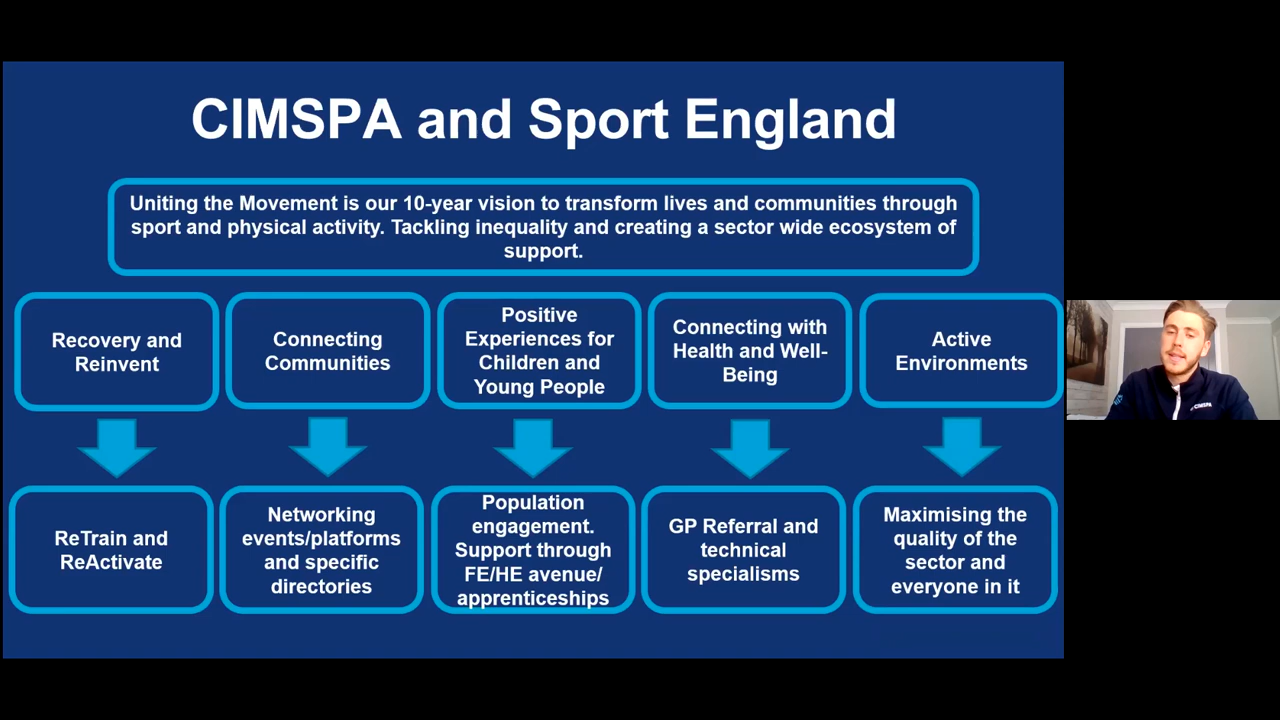 CIMSPA and Sport England
Uniting the Movement is our 10-year vision to transform lives and communities through
sport and physical activity. Tackling inequality and creating a sector wide ecosystem of
support.
Recovery and
Reinvent
Connecting
Communities
Positive
Experiences for
Children and
Young People
Connecting with
Health and Well-
Being
Active
Environments
ReTrain and
ReActivate
Networking
events/platforms
and specific
directories
Population
engagement.
Support through
FE/HE avenue/
apprenticeships
GP Referral and
technical
specialisms
Maximising the
quality of the
sector and
everyone in it
CIMSPA